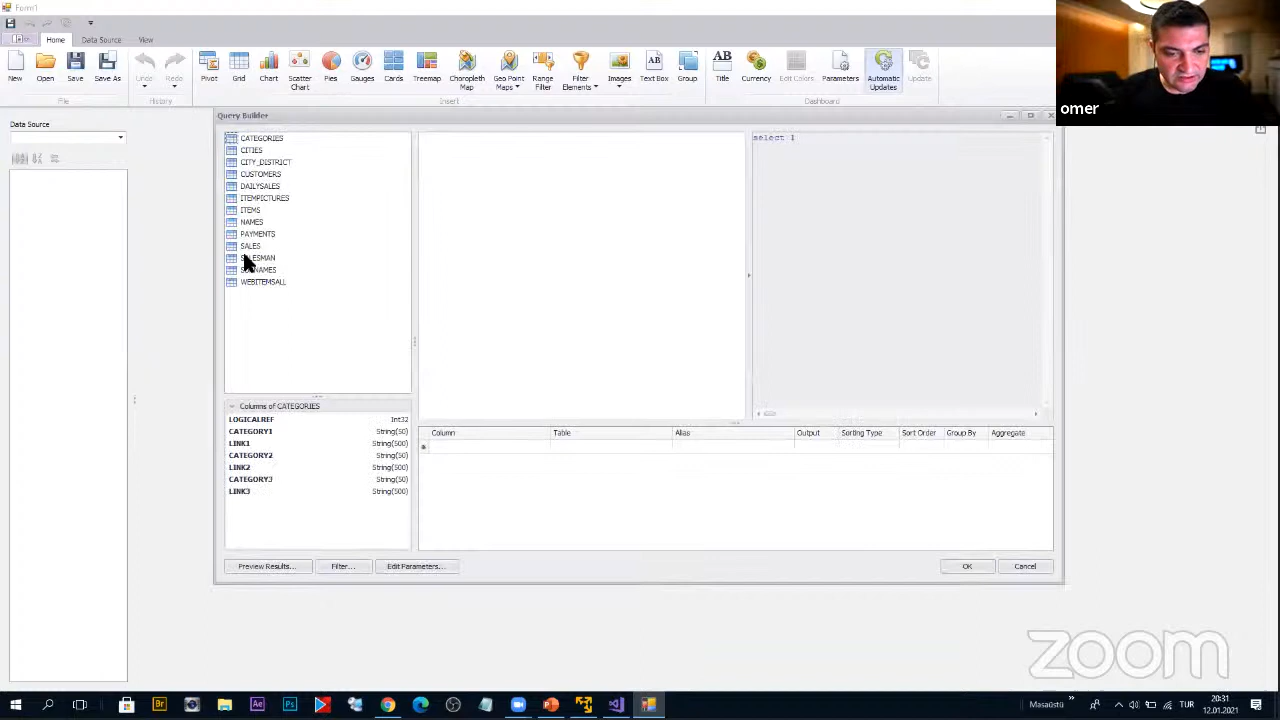 Form1
Home Data Source View
New Open Save Save As Undo Redo Pivot Grid Chart Scatter Chart Pies Gauges Cards Treemap Choropleth Map Geo Point Maps Range Filter Filter Elements Images Text Box Group Title Currency Edit Colors Parameters Automatic Updates Update
File History Insert Dashboard
omer
Data Source
Query Builder
CATEGORIES
CITIES
CITY_DISTRICT
CUSTOMERS
DAILYSALES
ITEMPICTURES
ITEMS
NAMES
PAYMENTS
SALES
WEBITEMSALL
select 1
Columns of CATEGORIES
LOGICALREF Int32
CATEGORY1 String(50)
LINK1 String(500)
CATEGORY2 String(50)
LINK2 String(500)
CATEGORY3 String(50)
LINK3 String(500)
Column Table Alias Output Sorting Type Sort Order Group By Aggregate
Preview Results... Filter... Edit Parameters... OK Cancel
zoom
Br Ae Ps Masaüstü TUR 20:31
12.01.2021